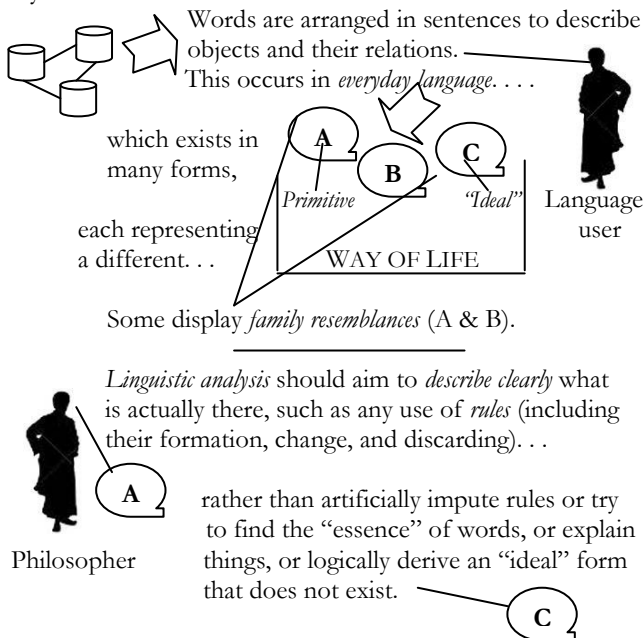 Words are arranged in sentences to describe
objects and their relations.
This occurs in everyday language. . . .
which exists in
many forms,
A
B
C
Primitive
“Ideal”
Language
user
each representing
a different. . .
WAY OF LIFE
Some display family resemblances (A & B).
Linguistic analysis should aim to describe clearly what
is actually there, such as any use of rules (including
their formation, change, and discarding). . .
A
Philosopher
rather than artificially impute rules or try
to find the “essence” of words, or explain
things, or logically derive an “ideal” form
that does not exist.
C